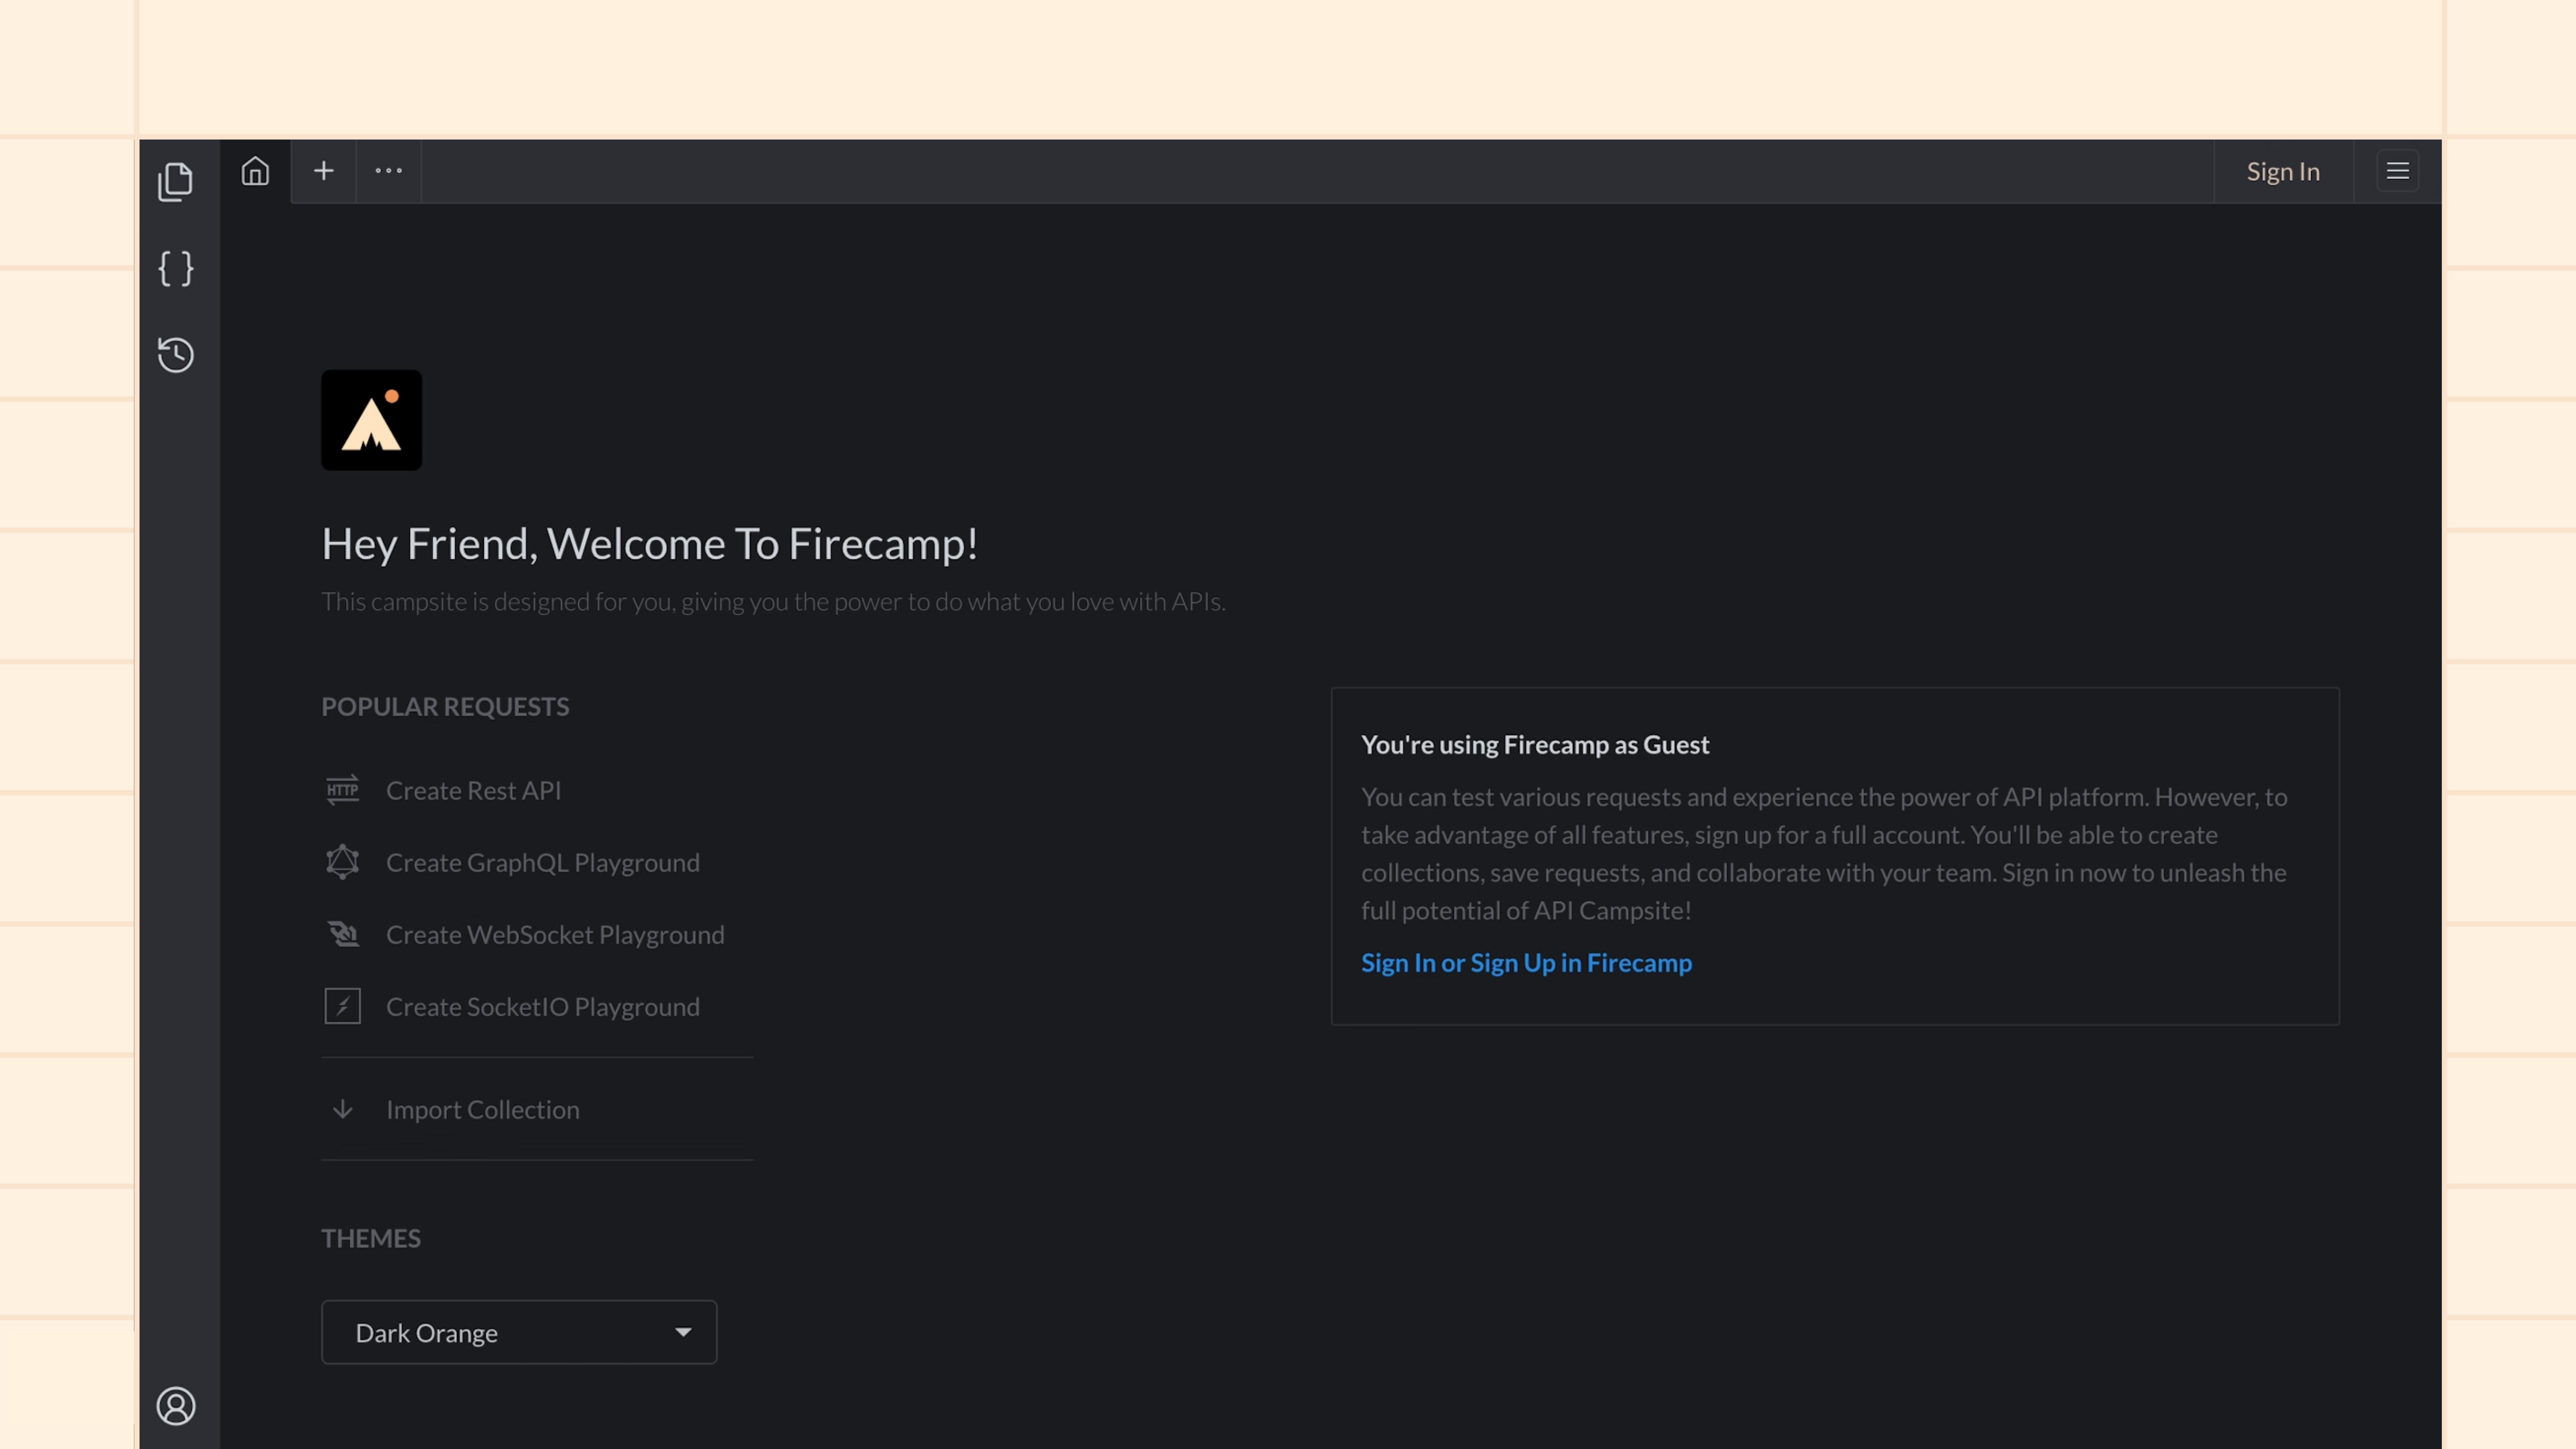 Sign In
Hey Friend, Welcome To Firecamp!
This campsite is designed for you, giving you the power to do what you love with APIs.
POPULAR REQUESTS
HTTP Create Rest API
Create GraphQL Playground
Create WebSocket Playground
Create SocketIO Playground
Import Collection
THEMES
Dark Orange
You're using Firecamp as Guest
You can test various requests and experience the power of API platform. However, to
take advantage of all features, sign up for a full account. You'll be able to create
collections, save requests, and collaborate with your team. Sign in now to unleash the
full potential of API Campsite!
Sign In or Sign Up in Firecamp